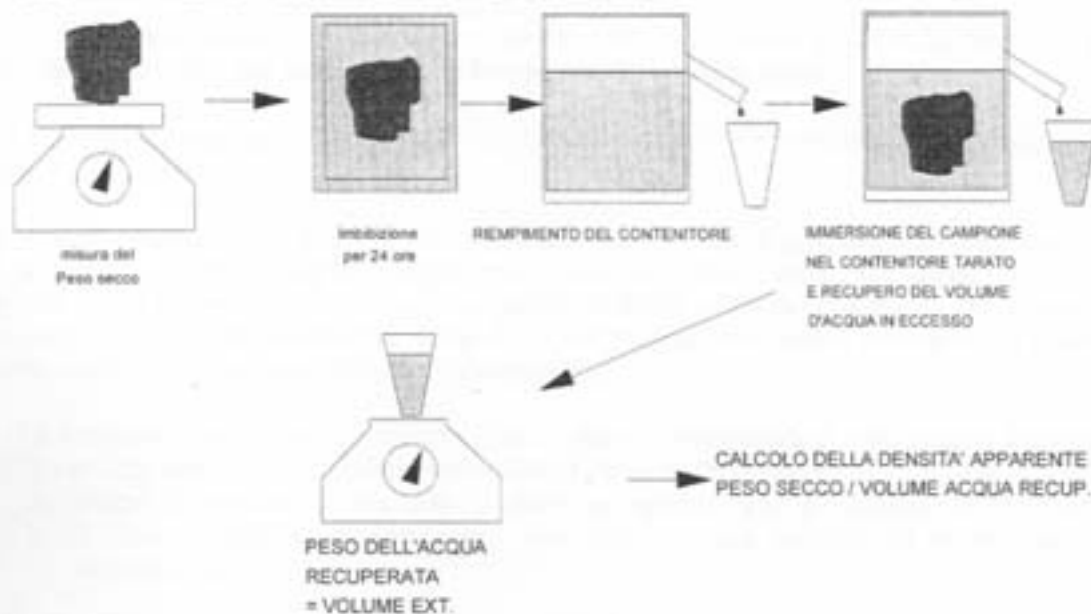 misura del
Peso secco
Imbibizione
per 24 ore
RIEMPIMENTO DEL CONTENITORE
IMMERSIONE DEL CAMPIONE
NEL CONTENITORE TARATO
E RECUPERO DEL VOLUME
D'ACQUA IN ECCESSO
PESO DELL'ACQUA
RECUPERATA
= VOLUME EXT.
CALCOLO DELLA DENSITA' APPARENTE
PESO SECCO / VOLUME ACQUA RECUP.